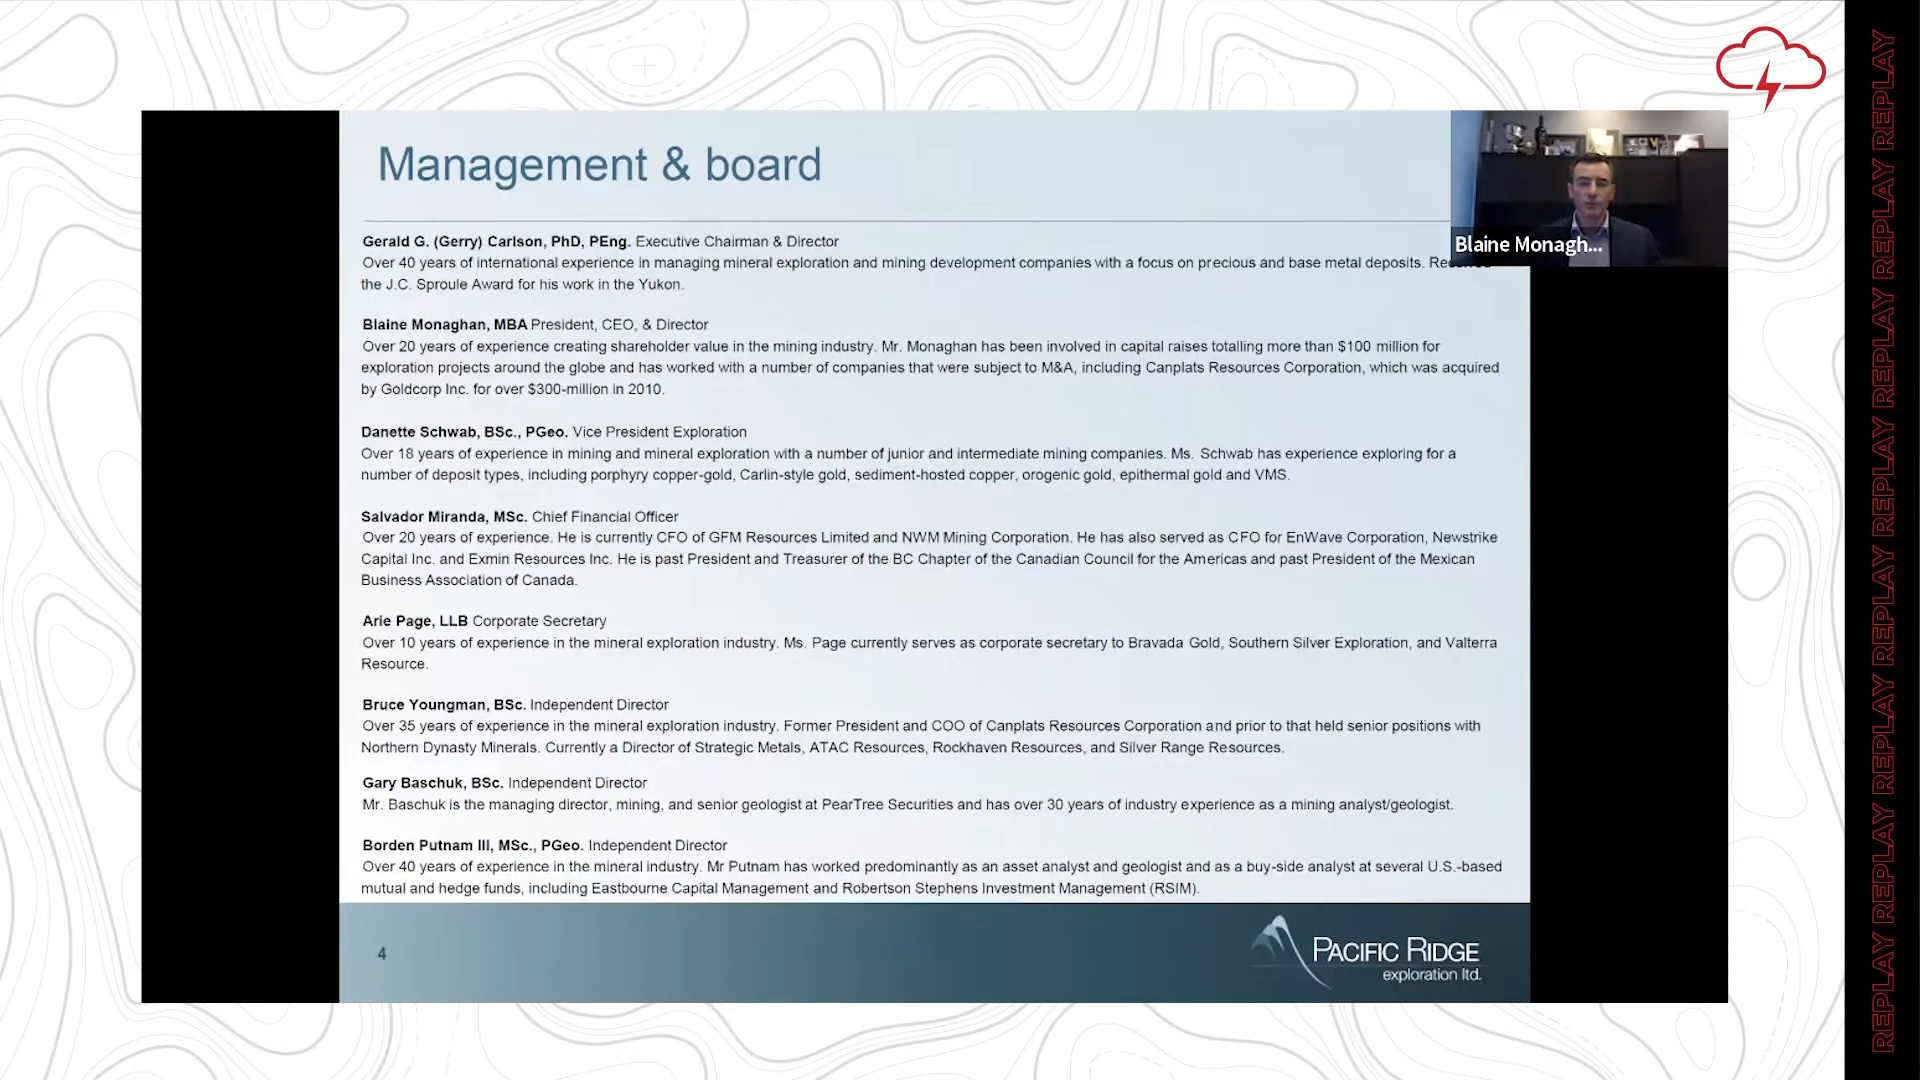 Management & board
Blaine Monagh...
Gerald G. (Gerry) Carlson, PhD, PEng. Executive Chairman & Director
Over 40 years of international experience in managing mineral exploration and mining development companies with a focus on precious and base metal deposits.
the J.C. Sproule Award for his work in the Yukon.
Blaine Monaghan, MBA President, CEO, & Director
Over 20 years of experience creating shareholder value in the mining industry. Mr. Monaghan has been involved in capital raises totalling more than $100 million for
exploration projects around the globe and has worked with a number of companies that were subject to M&A, including Canplats Resources Corporation, which was acquired
by Goldcorp Inc. for over $300-million in 2010.
Danette Schwab, BSc., PGeo. Vice President Exploration
Over 18 years of experience in mining and mineral exploration with a number of junior and intermediate mining companies. Ms. Schwab has experience exploring for a
number of deposit types, including porphyry copper-gold, Carlin-style gold, sediment-hosted copper, orogenic gold, epithermal gold and VMS.
Salvador Miranda, MSc. Chief Financial Officer
Over 20 years of experience. He is currently CFO of GFM Resources Limited and NWM Mining Corporation. He has also served as CFO for EnWave Corporation, Newstrike
Capital Inc. and Exmin Resources Inc. He is past President and Treasurer of the BC Chapter of the Canadian Council for the Americas and past President of the Mexican
Business Association of Canada.
Arie Page, LLB Corporate Secretary
Over 10 years of experience in the mineral exploration industry. Ms. Page currently serves as corporate secretary to Bravada Gold, Southern Silver Exploration, and Valterra
Resource.
Bruce Youngman, BSc. Independent Director
Over 35 years of experience in the mineral exploration industry. Former President and COO of Canplats Resources Corporation and prior to that held senior positions with
Northern Dynasty Minerals. Currently a Director of Strategic Metals, ATAC Resources, Rockhaven Resources, and Silver Range Resources.
Gary Baschuk, BSc. Independent Director
Mr. Baschuk is the managing director, mining, and senior geologist at PearTree Securities and has over 30 years of industry experience as a mining analyst/geologist.
Borden Putnam III, MSc., PGeo. Independent Director
Over 40 years of experience in the mineral industry. Mr Putnam has worked predominantly as an asset analyst and geologist and as a buy-side analyst at several U.S.-based
mutual and hedge funds, including Eastbourne Capital Management and Robertson Stephens Investment Management (RSIM).
4
PACIFIC RIDGE
exploration ltd.
REPLAY REPLAY REPLAY REPLAY REPLAY REPLAY REPLAY REPLAY